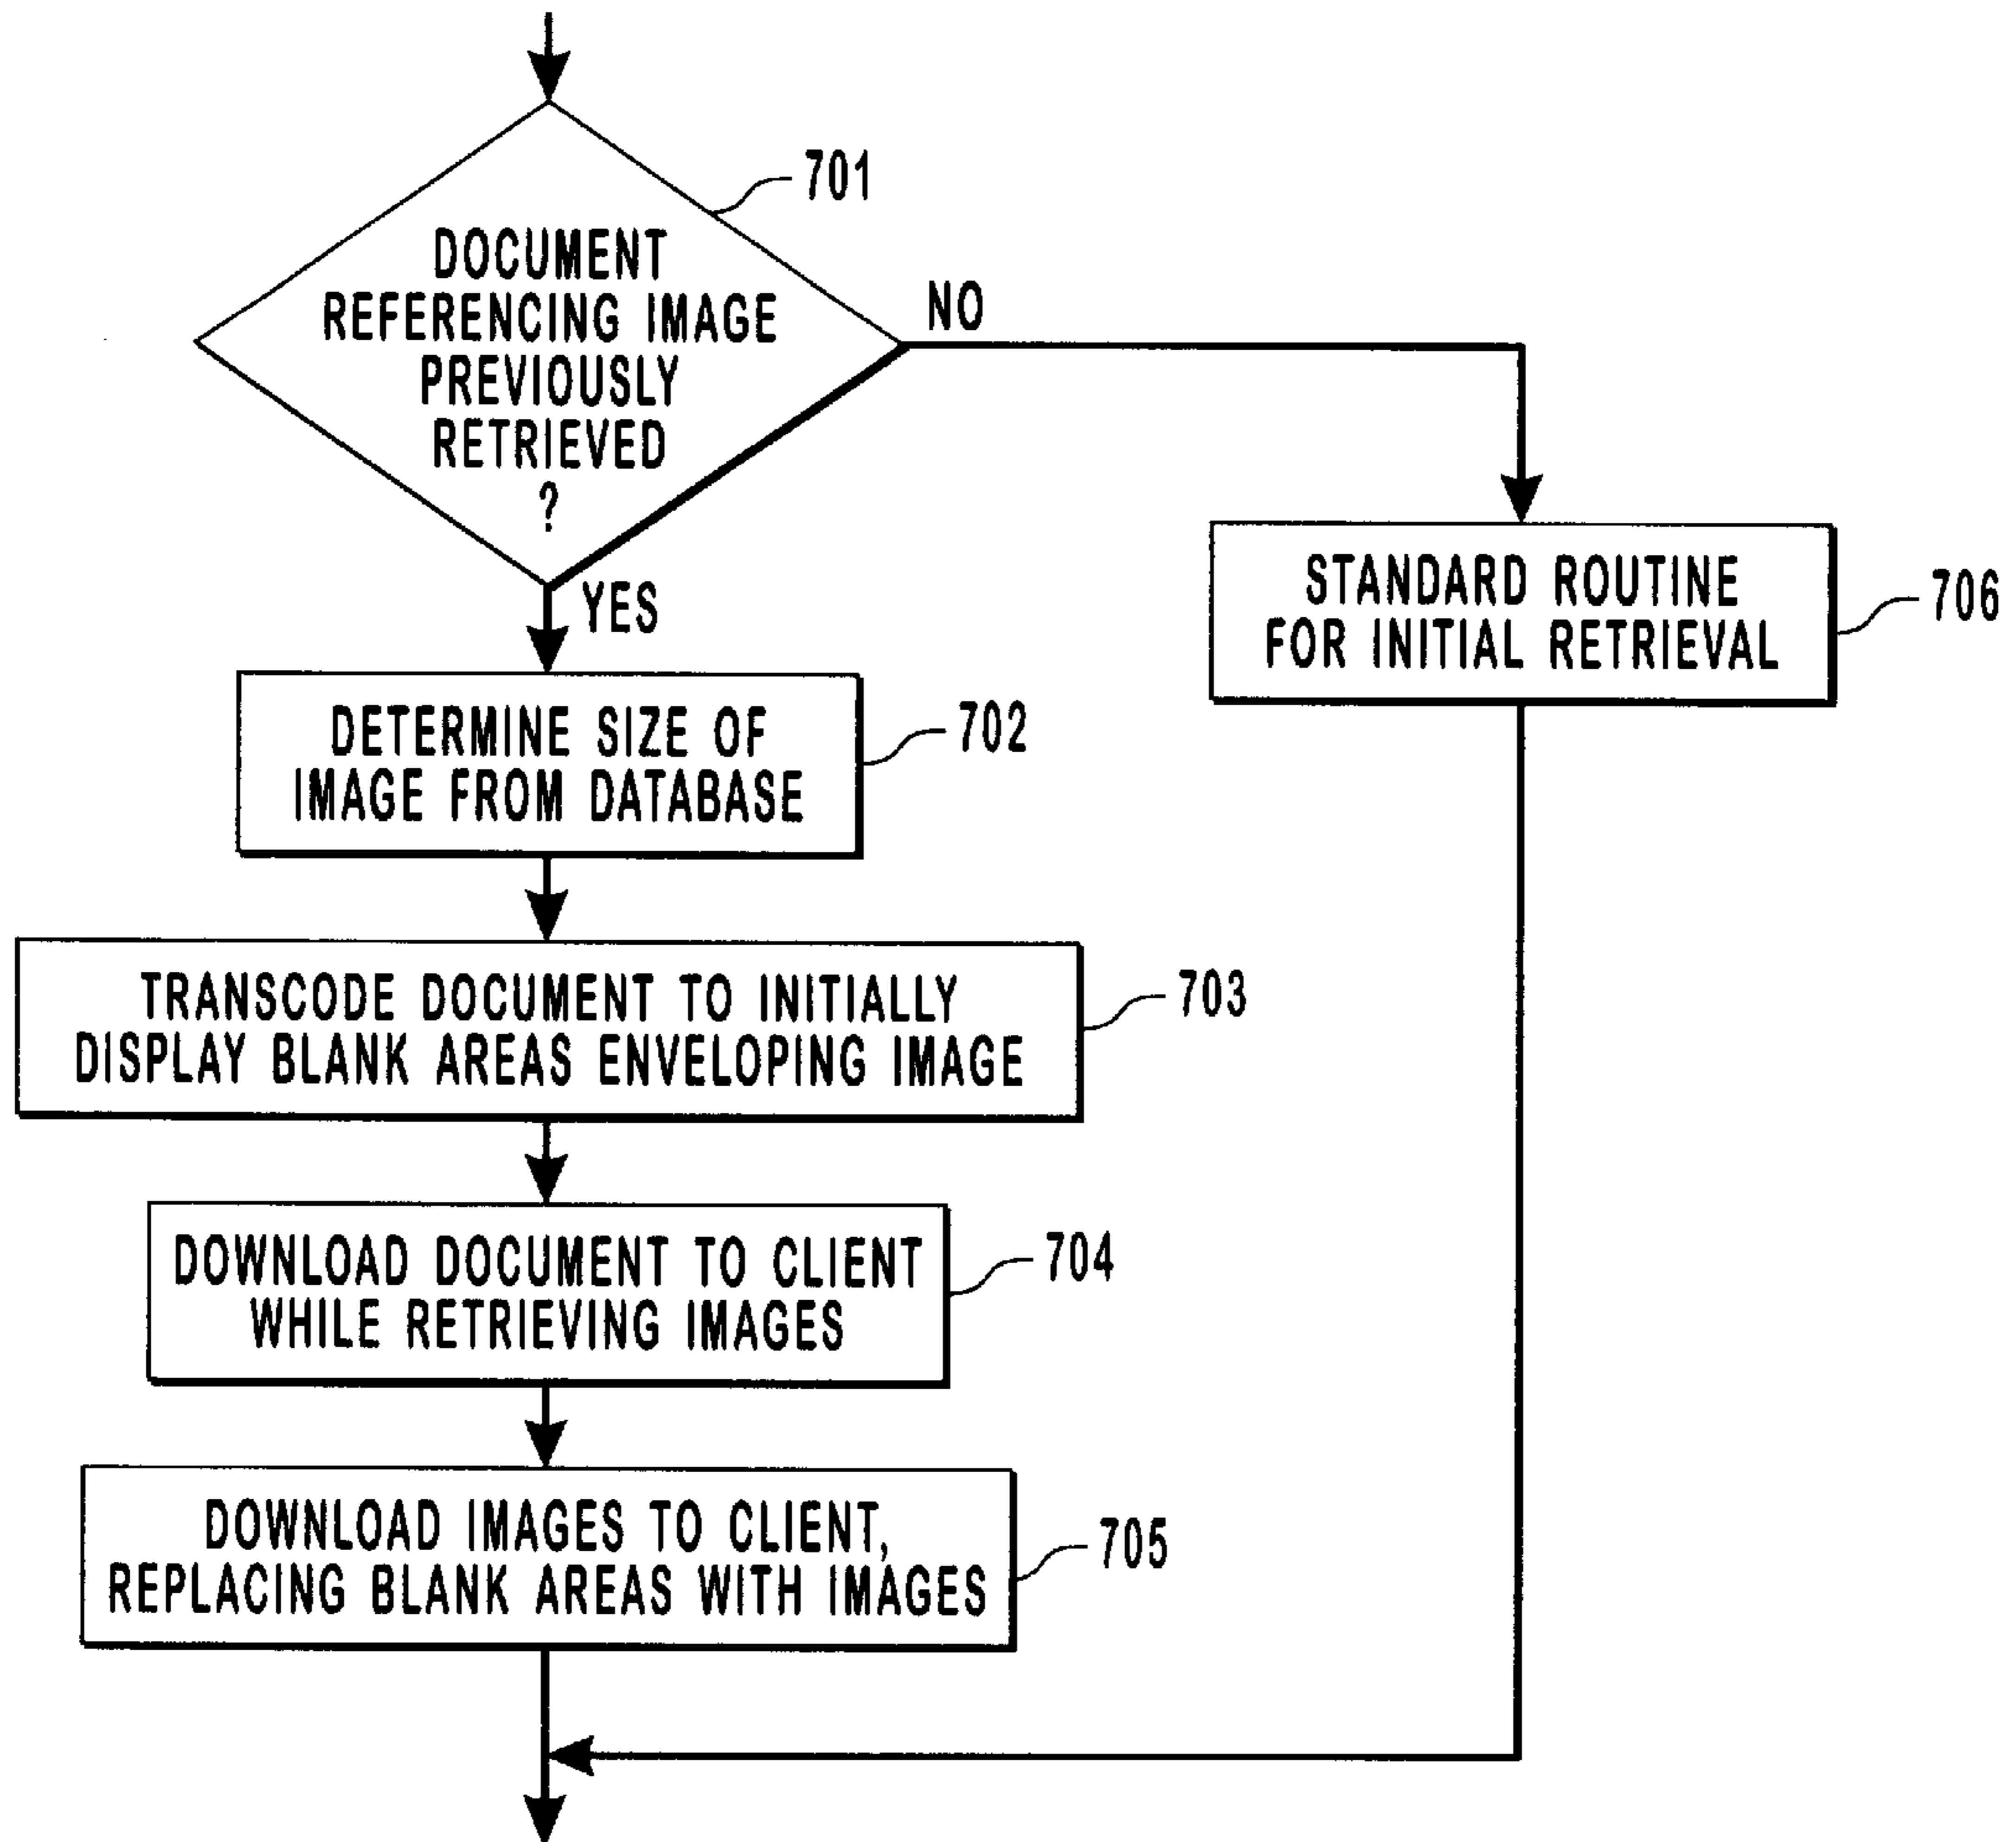 701
DOCUMENT
REFERENCING IMAGE
PREVIOUSLY
RETRIEVED
?
NO
YES
STANDARD ROUTINE
FOR INITIAL RETRIEVAL
706
DETERMINE SIZE OF
IMAGE FROM DATABASE
702
TRANSCODE DOCUMENT TO INITIALLY
DISPLAY BLANK AREAS ENVELOPING IMAGE
703
DOWNLOAD DOCUMENT TO CLIENT
WHILE RETRIEVING IMAGES
704
DOWNLOAD IMAGES TO CLIENT,
REPLACING BLANK AREAS WITH IMAGES
705